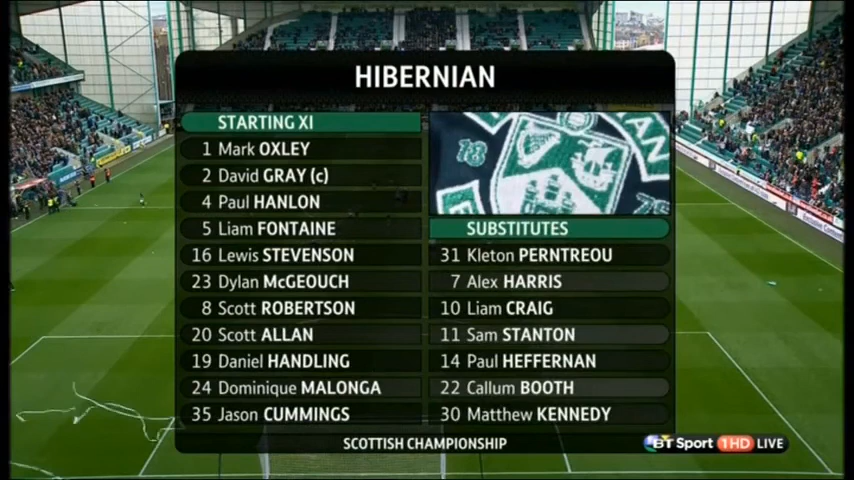 HIBERNIAN
STARTING XI
1 Mark OXLEY
2 David GRAY (c)
4 Paul HANLON
5 Liam FONTAINE
16 Lewis STEVENSON
23 Dylan McGEOUCH
8 Scott ROBERTSON
20 Scott ALLAN
19 Daniel HANDLING
24 Dominique MALONGA
35 Jason CUMMINGS
18
AN
E
75
SUBSTITUTES
31 Kleton PERNTREOU
7 Alex HARRIS
10 Liam CRAIG
11 Sam STANTON
14 Paul HEFFERNAN
22 Callum BOOTH
30 Matthew KENNEDY
SCOTTISH CHAMPIONSHIP
BT Sport 1HD LIVE